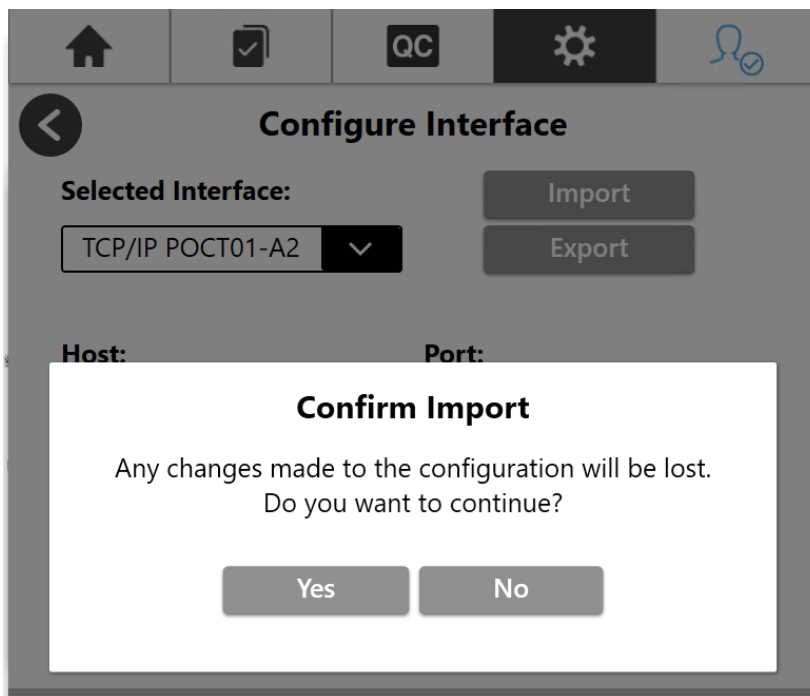 QC
Configure Interface
Selected Interface:
Import
TCP/IP POCT01-A2
Export
Host:
Port:
Confirm Import
Any changes made to the configuration will be lost.
Do you want to continue?
Yes
No